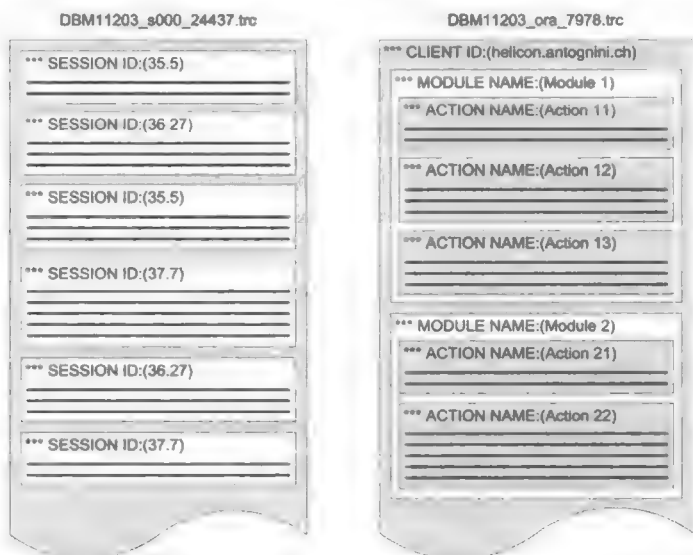 DBM11203_s000_24437.trc
*** SESSION ID:(35.5)
*** SESSION ID:(36 27)
*** SESSION ID:(35.5)
*** SESSION ID:(37.7)
*** SESSION ID:(36.27)
*** SESSION ID:(37.7)
DBM11203_ora_7978.trc
*** CLIENT ID:(helicon.antognini.ch)
*** MODULE NAME:(Module 1)
*** ACTION NAME:(Action 11)
*** ACTION NAME:(Action 12)
*** ACTION NAME:(Action 13)
*** MODULE NAME:(Module 2)
*** ACTION NAME:(Action 21)
*** ACTION NAME:(Action 22)